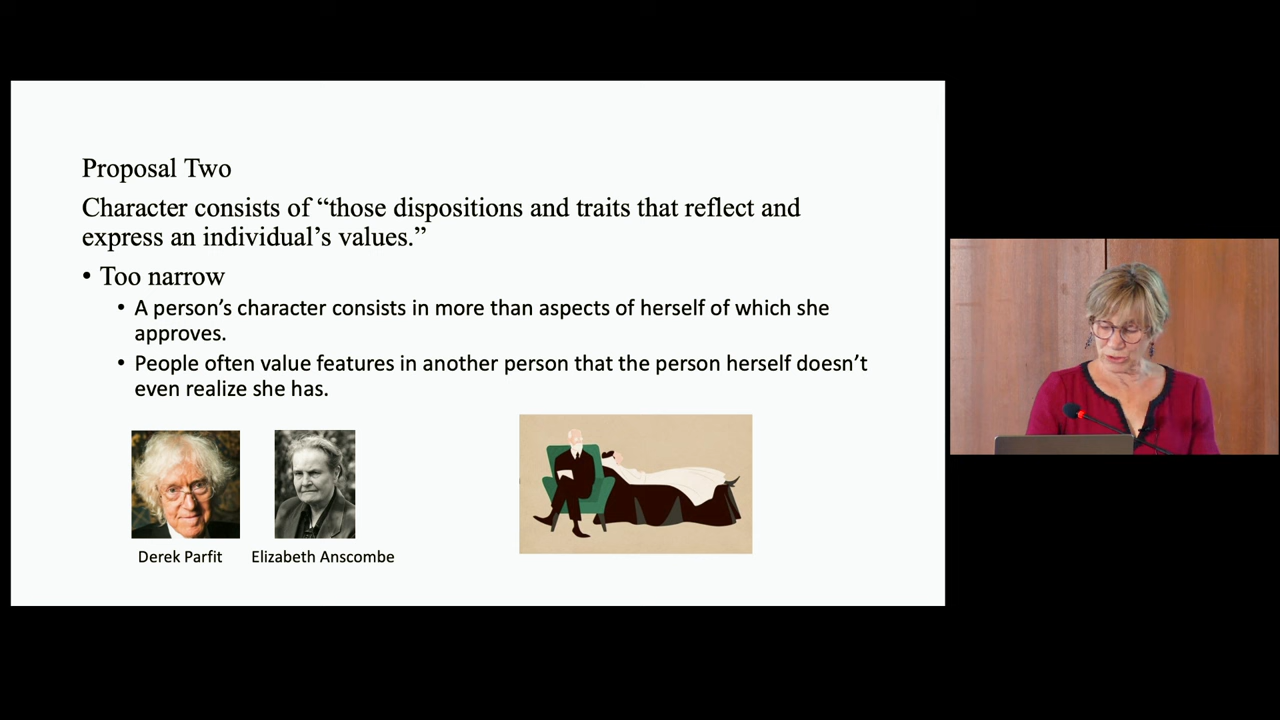 Proposal Two
Character consists of “those dispositions and traits that reflect and
express an individual’s values.”
• Too narrow
• A person’s character consists in more than aspects of herself of which she
approves.
• People often value features in another person that the person herself doesn’t
even realize she has.
Derek Parfit
Elizabeth Anscombe